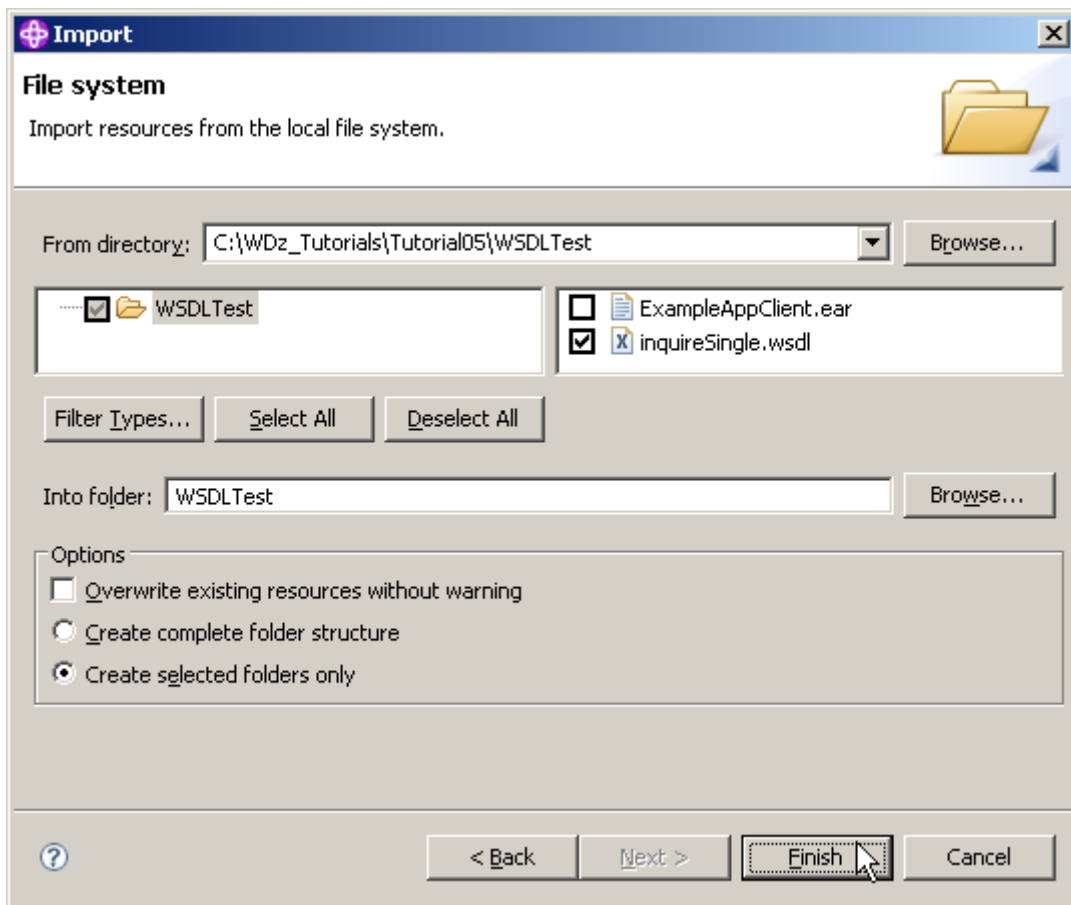 Import
File system
Import resources from the local file system.
From directory: C:\WDz_Tutorials\Tutorial05\WSDLTest Browse...
WSDLTest
ExampleAppClient.ear
inquireSingle.wsdl
Filter Types... Select All Deselect All
Into folder: WSDLTest Browse...
Options
Overwrite existing resources without warning
Create complete folder structure
Create selected folders only
? < Back Next > Finish Cancel